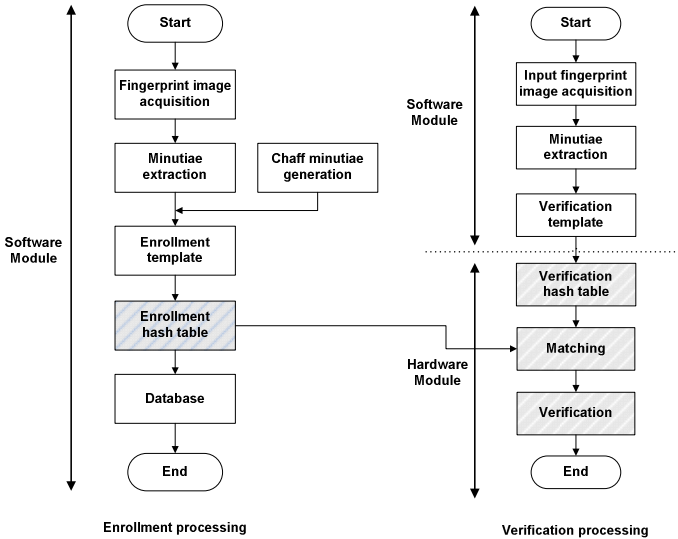 Start
Fingerprint image
acquisition
Minutiae
extraction
Chaff minutiae
generation
Software
Module
Enrollment
template
Enrollment
hash table
Database
End
Enrollment processing
Start
Input fingerprint
image acquisition
Software
Module
Minutiae
extraction
Verification
template
Verification
hash table
Matching
Hardware
Module
Verification
End
Verification processing